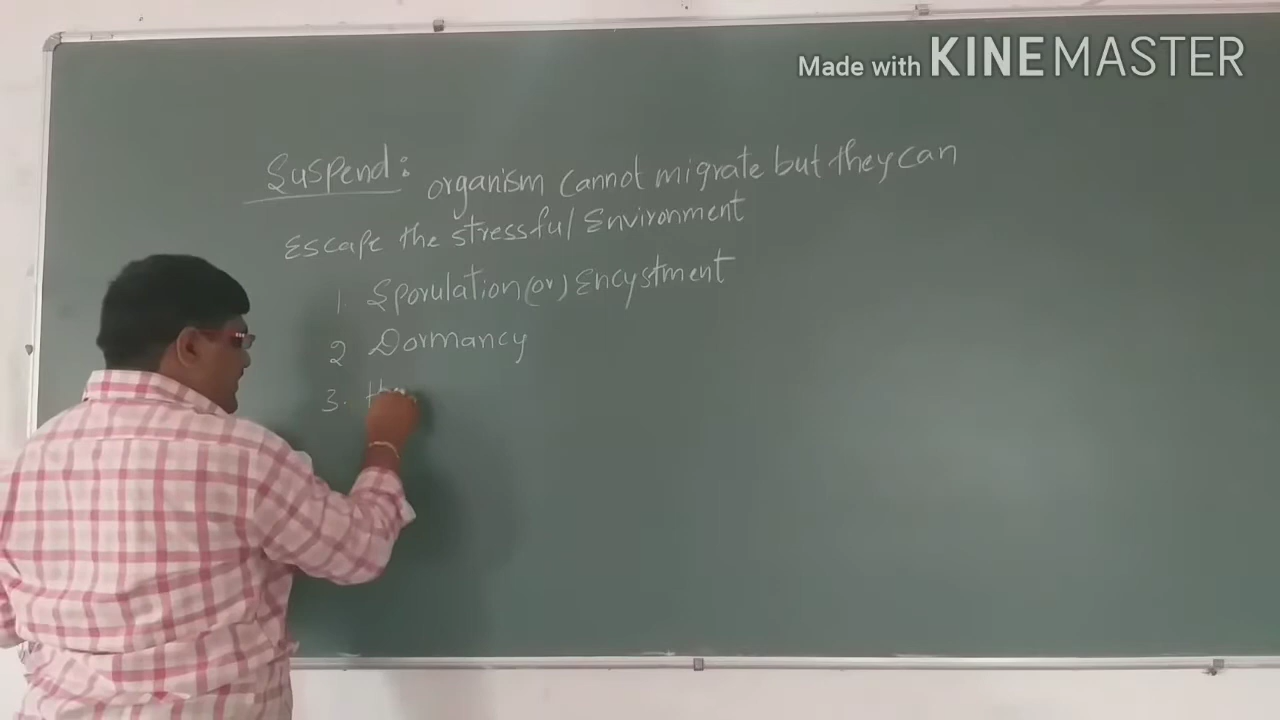 Made with KINEMASTER
Suspend: organism cannot migrate but they can
Escape the stressful Environment
1. Sporulation (or) Encystment
2 Dormancy
3.